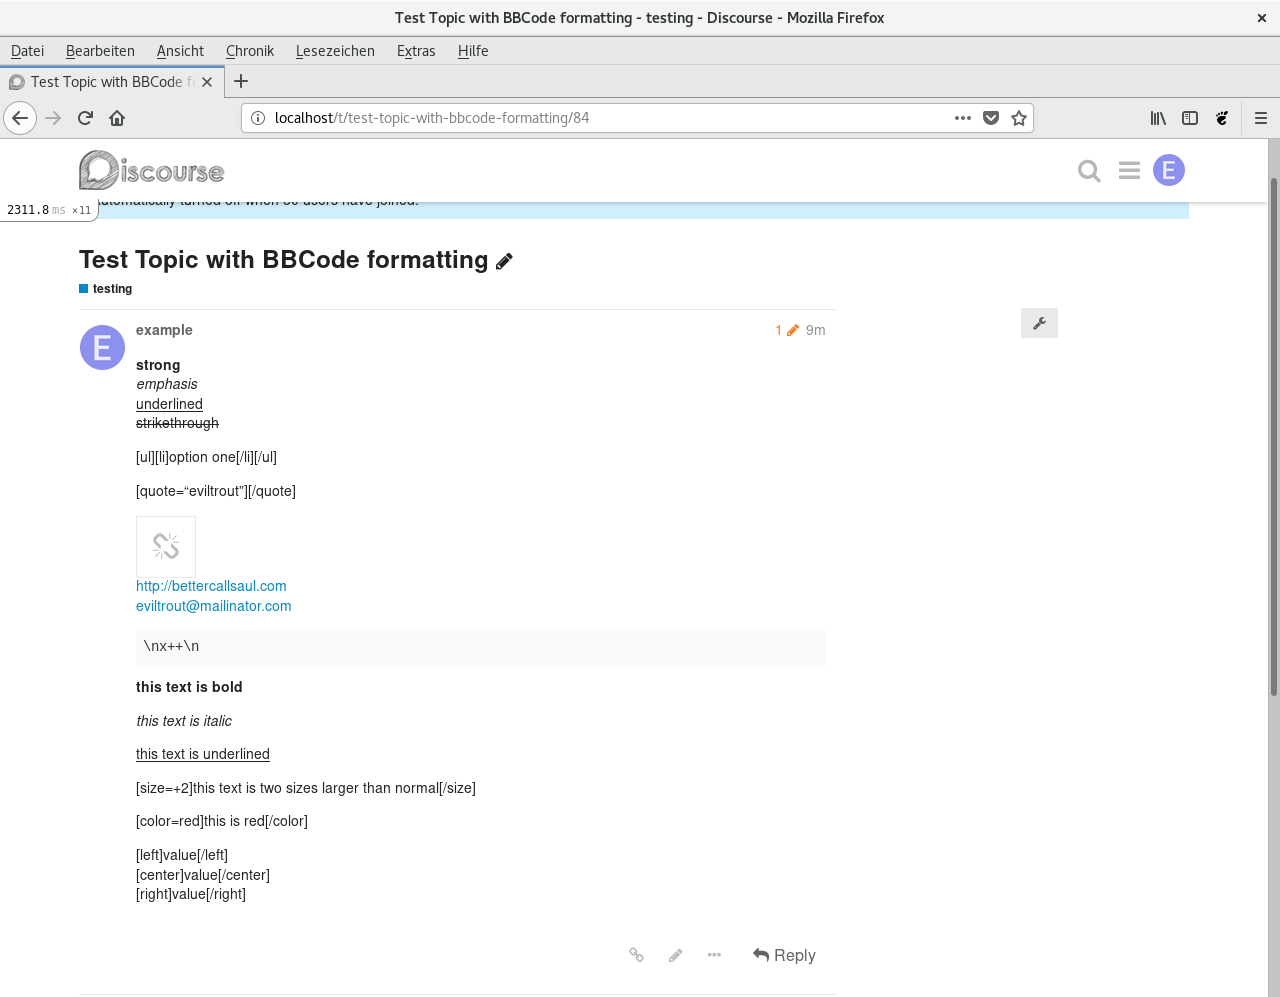 Test Topic with BBCode formatting - testing - Discourse - Mozilla Firefox
Datei Bearbeiten Ansicht Chronik Lesezeichen Extras Hilfe
Test Topic with BBCode fo
localhost/t/test-topic-with-bbcode-formatting/84
Discourse
E
automatically turned off when 50 users have joined.
2311.8 ms ×11
Test Topic with BBCode formatting
testing
E
example 1 9m
strong
emphasis
underlined
strikethrough
[ul][li]option one[/li][/ul]
[quote=“eviltrout”][/quote]
http://bettercallsaul.com
eviltrout@mailinator.com
\nx++\n
this text is bold
this text is italic
this text is underlined
[size=+2]this text is two sizes larger than normal[/size]
[color=red]this is red[/color]
[left]value[/left]
[center]value[/center]
[right]value[/right]
Reply